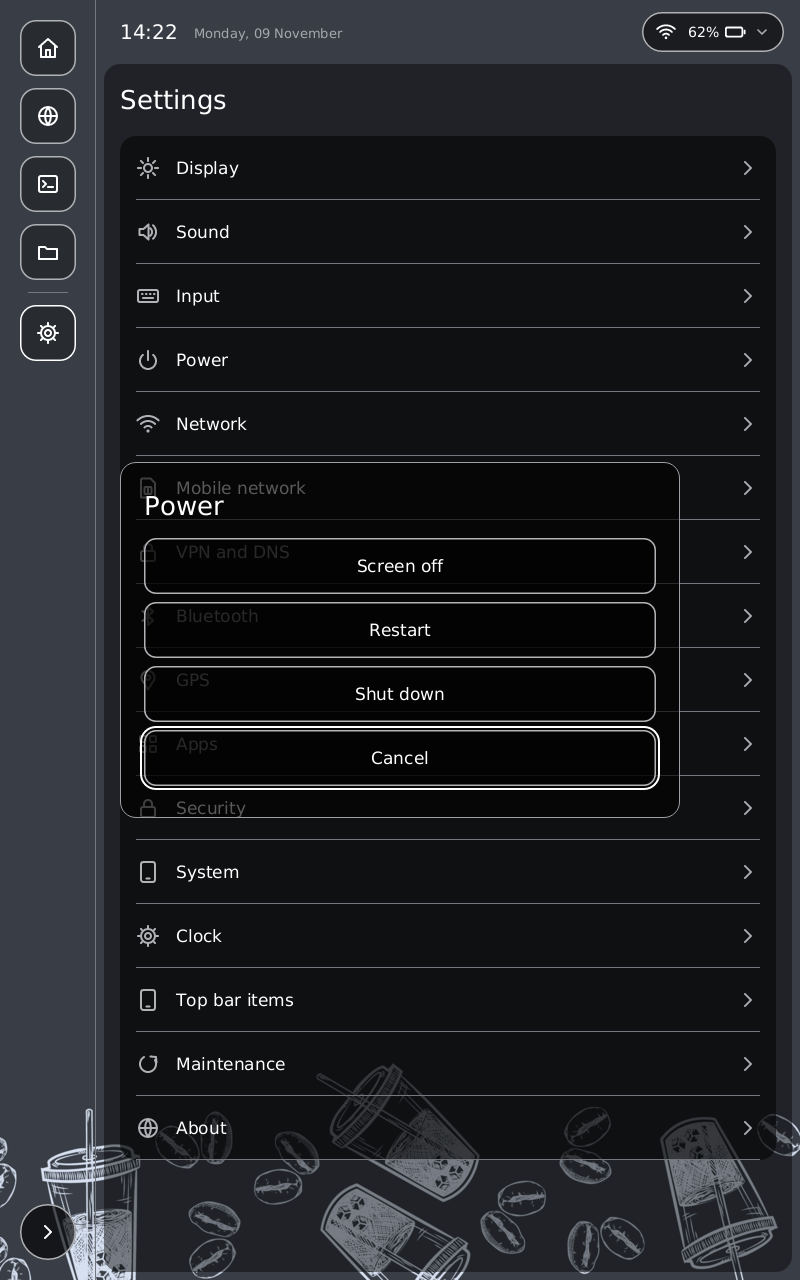 14:22 Monday, 09 November 62%
Settings
Display
Sound
Input
Power
Network
Mobile network
Power
VPN and DNS
Screen off
Bluetooth
Restart
GPS
Shut down
Apps
Cancel
Security
System
Clock
Top bar items
Maintenance
About